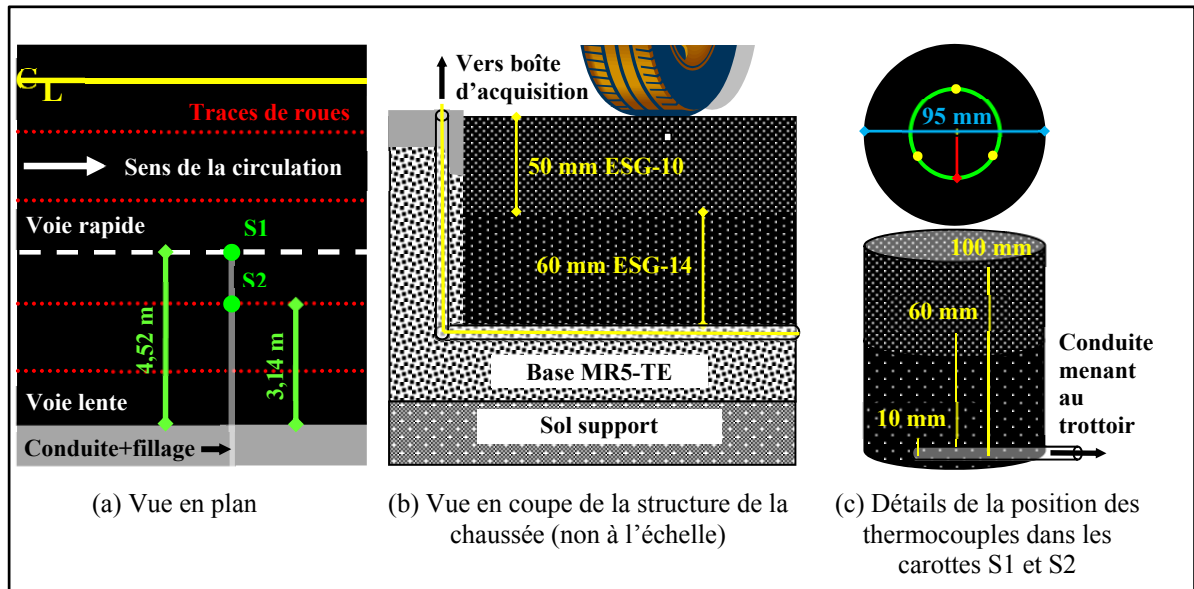 C
L
Traces de roues
Sens de la circulation
Voie rapide
S1
S2
4,52 m
3,14 m
Voie lente
Conduite+fillage
(a) Vue en plan
Vers boîte
d'acquisition
50 mm ESG-10
60 mm ESG-14
Base MR5-TE
Sol support
(b) Vue en coupe de la structure de la
chaussée (non à l'échelle)
95 mm
100 mm
60 mm
10 mm
Conduite
menant
au
trottoir
(c) Détails de la position des
thermocouples dans les
carottes S1 et S2